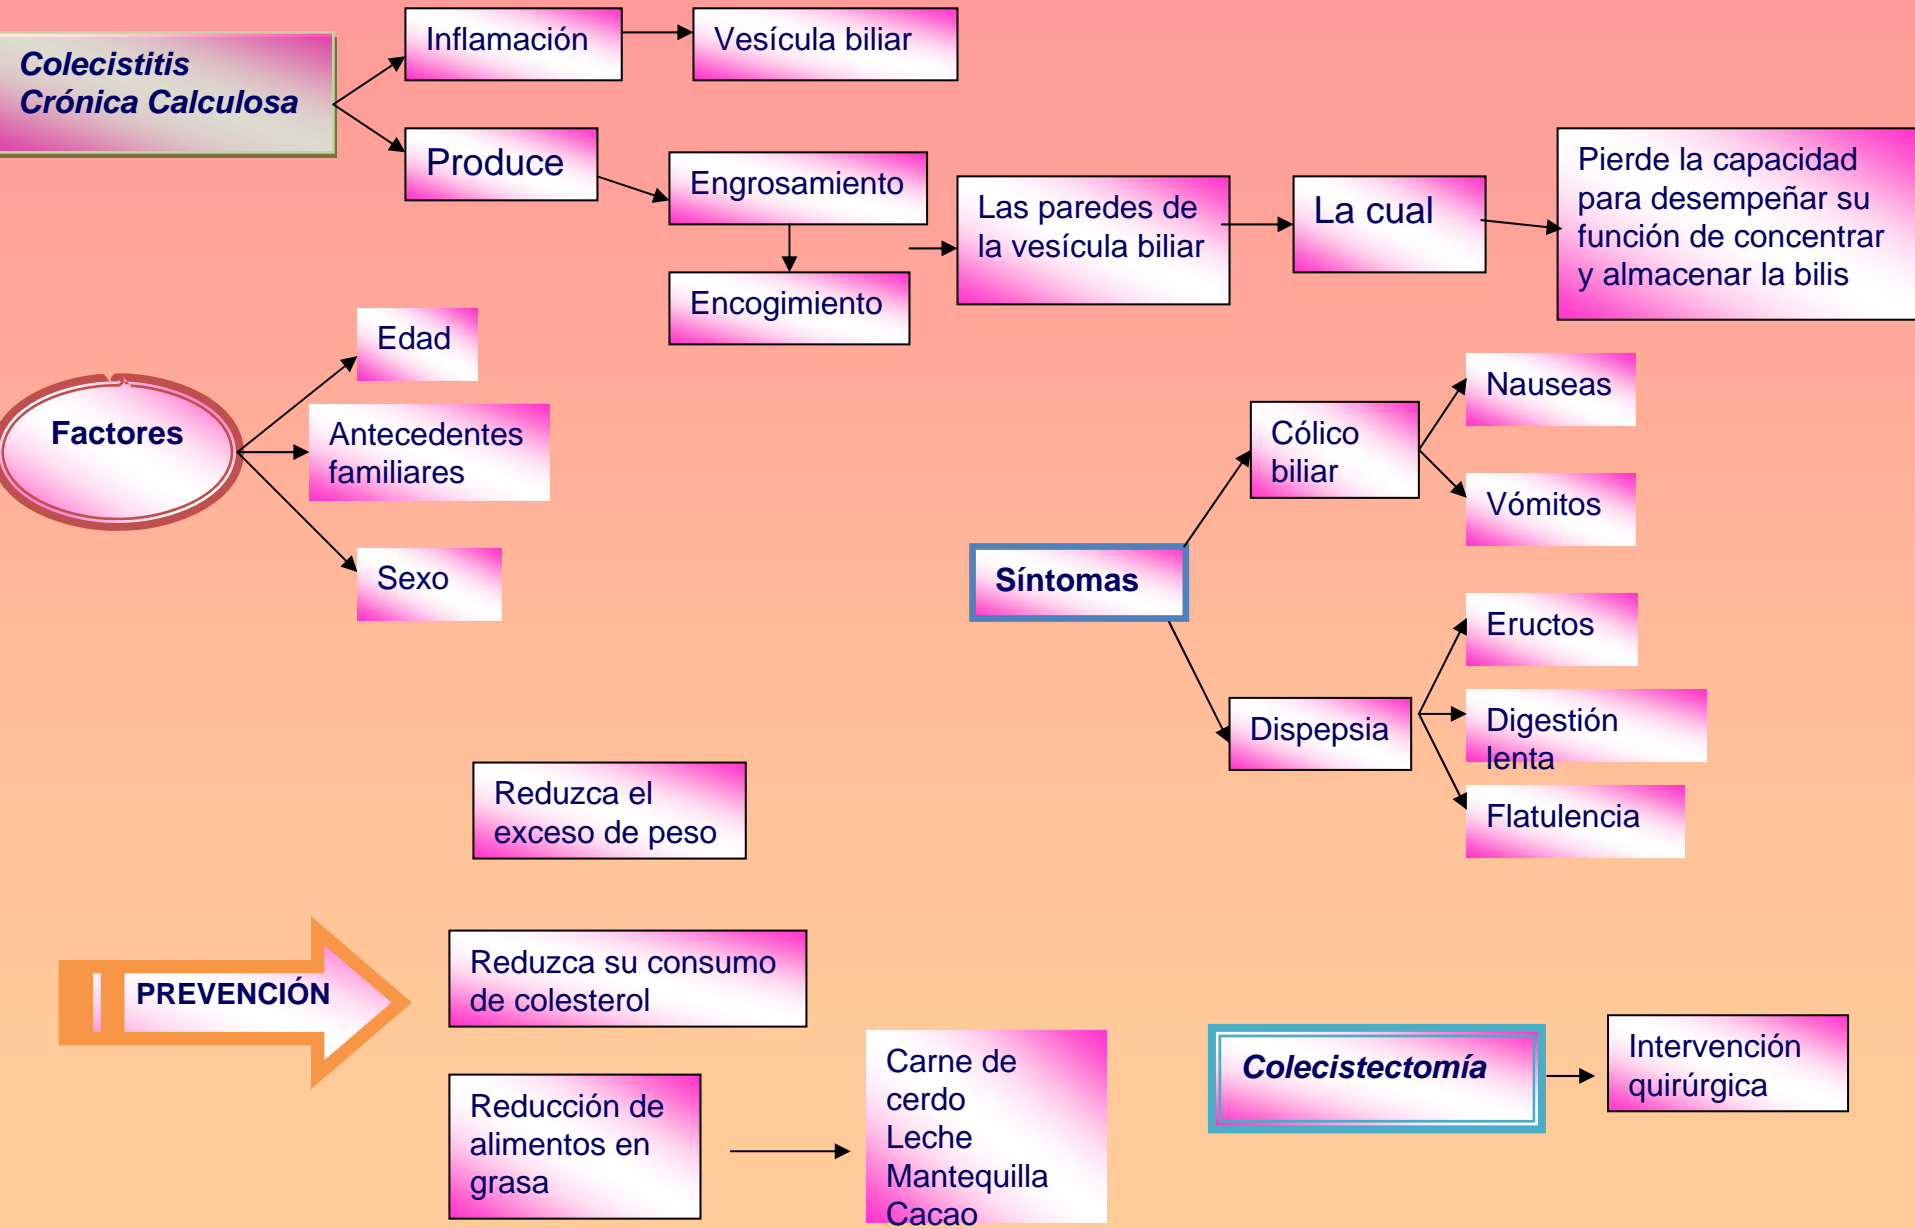 Colecistitis
Crónica Calculosa
Inflamación
Vesícula biliar
Produce
Engrosamiento
Encogimiento
Las paredes de
la vesícula biliar
La cual
Pierde la capacidad
para desempeñar su
función de concentrar
y almacenar la bilis
Factores
Edad
Antecedentes
familiares
Sexo
Síntomas
Cólico
biliar
Nauseas
Vómitos
Dispepsia
Eructos
Digestión
lenta
Flatulencia
PREVENCIÓN
Reduzca el
exceso de peso
Reduzca su consumo
de colesterol
Reducción de
alimentos en
grasa
Carne de
cerdo
Leche
Mantequilla
Cacao
Colecistectomía
Intervención
quirúrgica